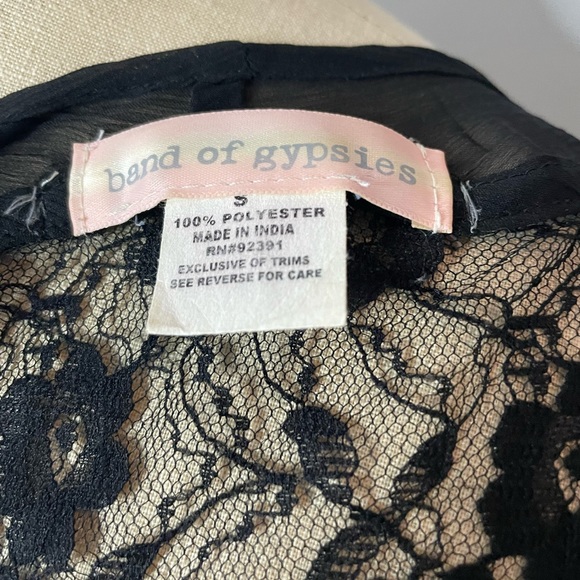 band of gypsies
S
100% POLYESTER
MADE IN INDIA
RN#92391
EXCLUSIVE OF TRIMS
SEE REVERSE FOR CARE